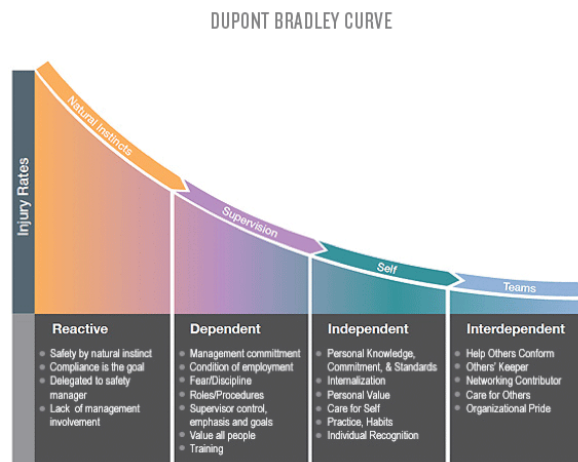 DUPONT BRADLEY CURVE
Injury Rates
Natural Instincts
Supervision
Self
Teams
Reactive
Safety by natural instinct
Compliance is the goal
Delegated to safety
manager
Lack of management
involvement
Dependent
Management committment
Condition of employment
Fear/Discipline
Roles/Procedures
Supervisor control,
emphasis and goals
Value all people
Training
Independent
Personal Knowledge,
Commitment, & Standards
Internalization
Personal Value
Care for Self
Practice, Habits
Individual Recognition
Interdependent
Help Others Conform
Others' Keeper
Networking Contributor
Care for Others
Organizational Pride